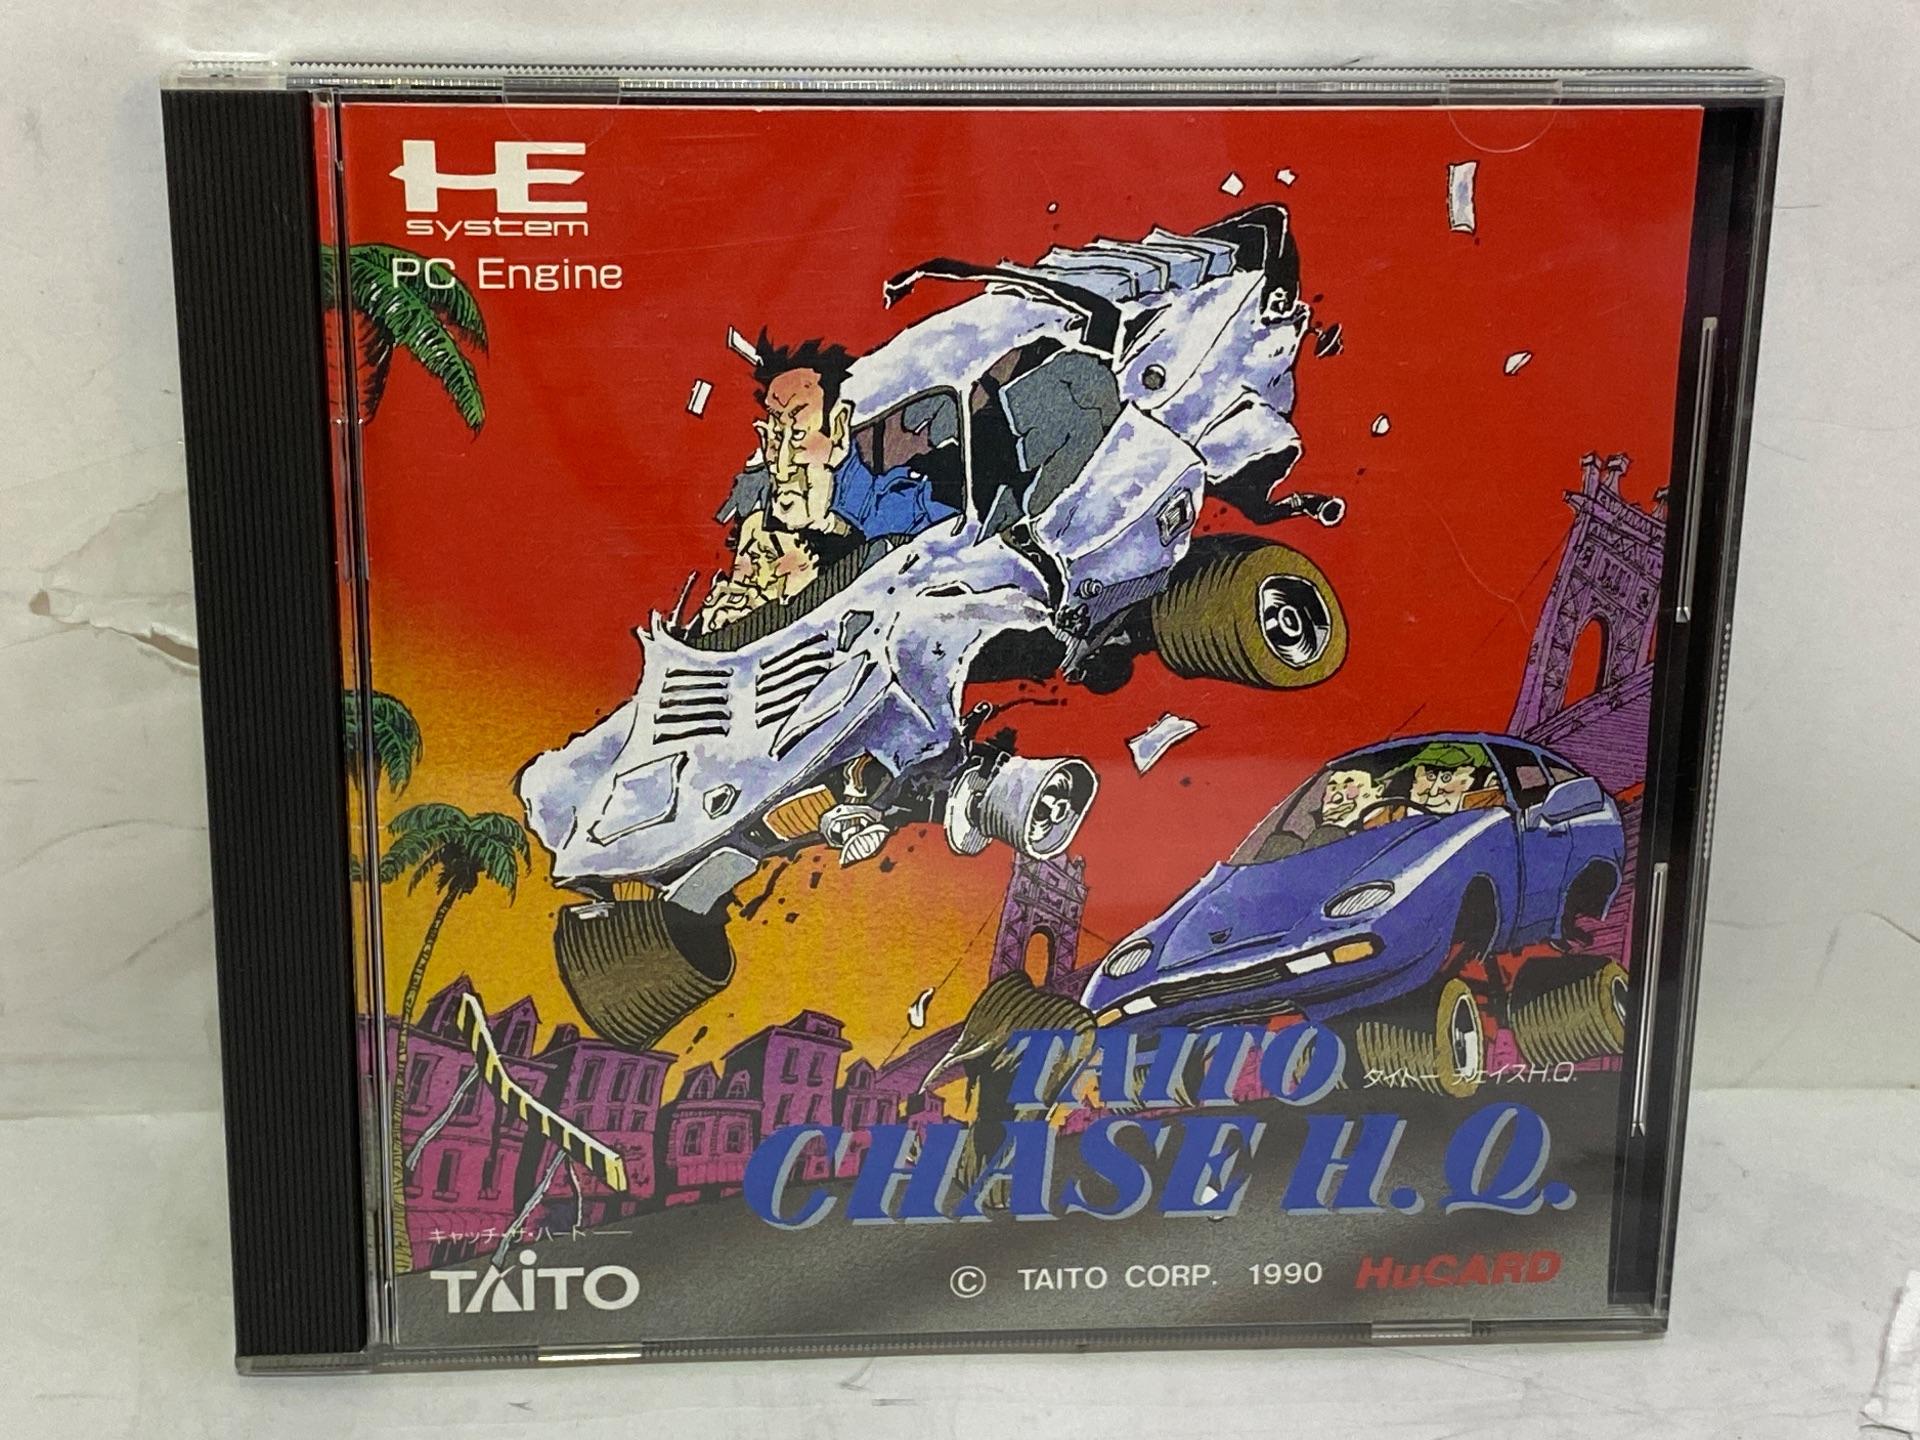 HE
system
PC Engine
TAITO
タイトー チェイスH.Q.
CHASE H.Q.
キャッチ・ザ・ハート
TAITO
© TAITO CORP. 1990 HuCARD